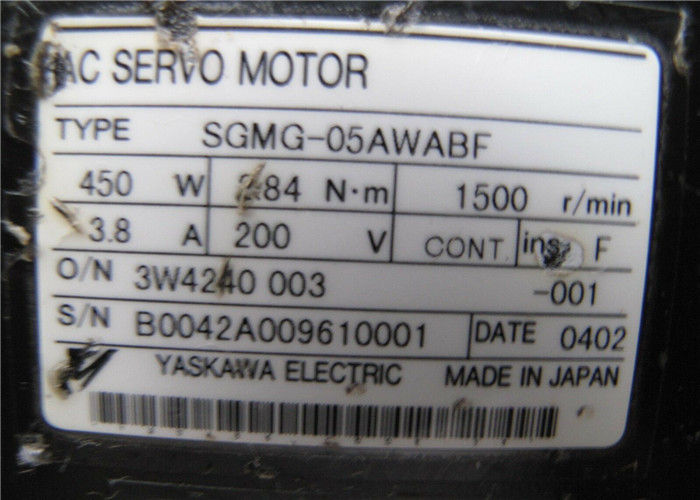 AC SERVO MOTOR
TYPE SGMG-05AWABF
450 W 2.84 N·m 1500 r/min
3.8 A 200 V CONT. ins. F
O/N 3W4240 003 -001
S/N B0042A009610001 DATE 0402
YASKAWA ELECTRIC MADE IN JAPAN